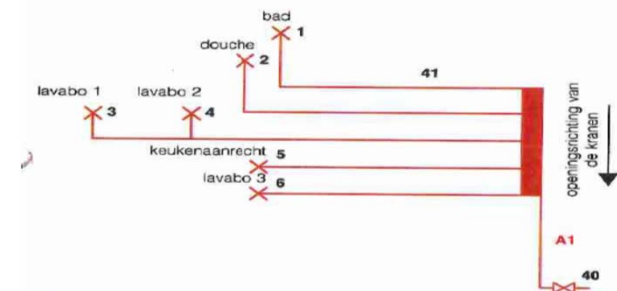 bad
1
douche
2
41
lavabo 1
3
lavabo 2
4
keukenaanrecht
5
lavabo 3
6
openingsrichting van
de kranen
A1
40